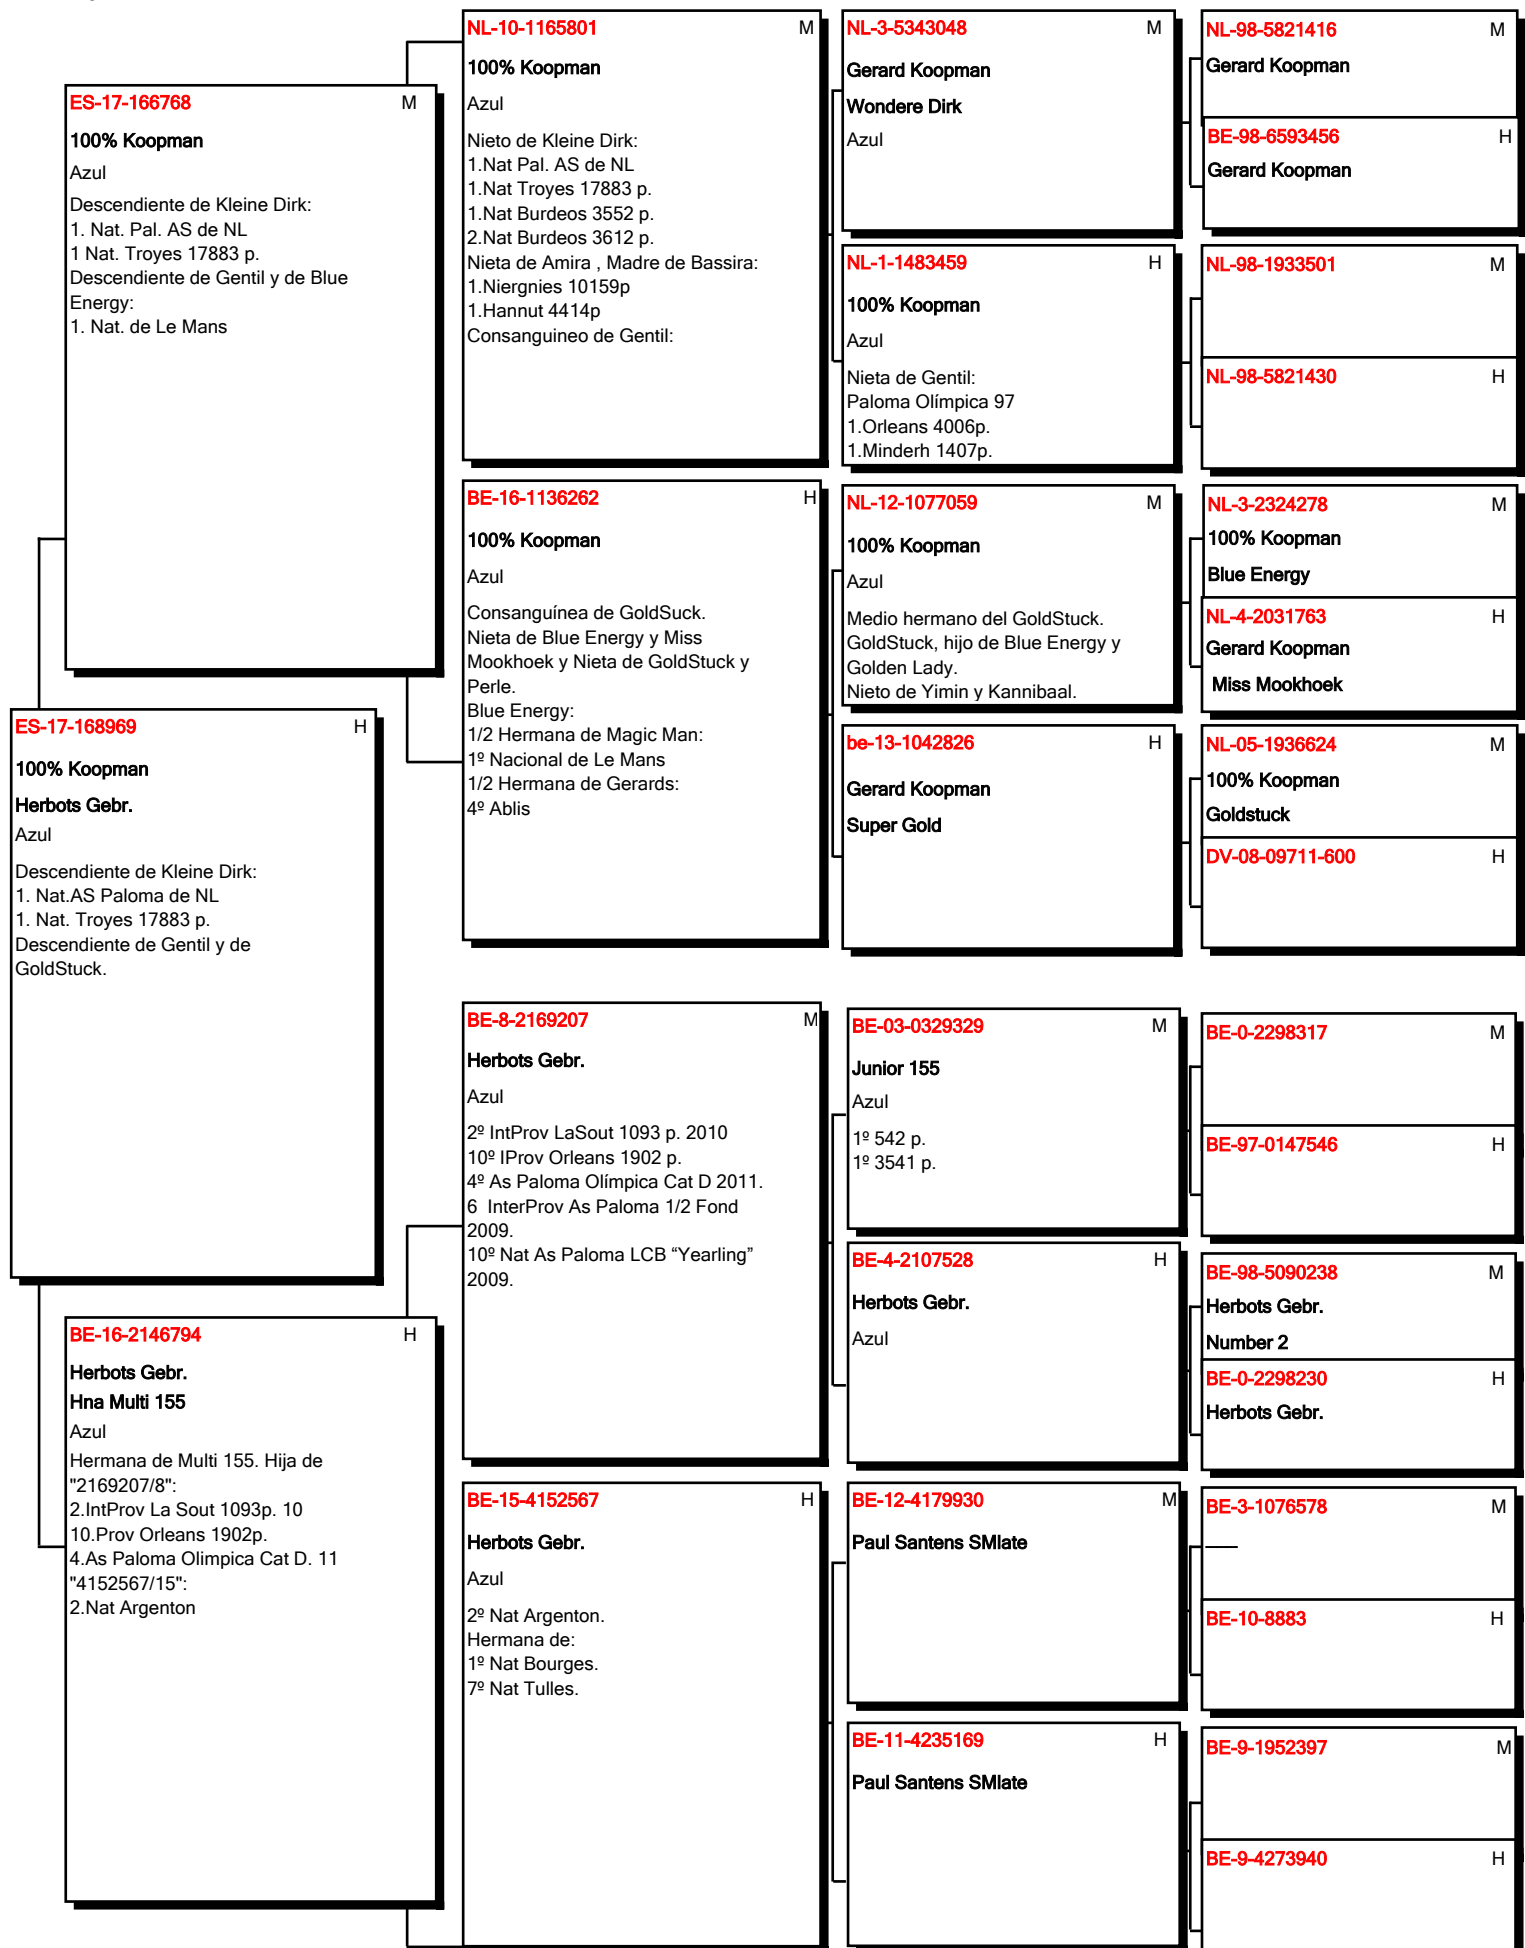 ES-17-166768 M
100% Koopman
Azul
Descendiente de Kleine Dirk:
1. Nat. Pal. AS de NL
1 Nat. Troyes 17883 p.
Descendiente de Gentil y de Blue
Energy:
1. Nat. de Le Mans
ES-17-168969 H
100% Koopman
Herbots Gebr.
Azul
Descendiente de Kleine Dirk:
1. Nat.AS Paloma de NL
1. Nat. Troyes 17883 p.
Descendiente de Gentil y de
GoldStuck.
BE-16-2146794 H
Herbots Gebr.
Hna Multi 155
Azul
Hermana de Multi 155. Hija de
"2169207/8":
2.IntProv La Sout 1093p. 10
10.Prov Orleans 1902p.
4.As Paloma Olimpica Cat D. 11
"4152567/15":
2.Nat Argenton
NL-10-1165801 M
100% Koopman
Azul
Nieto de Kleine Dirk:
1.Nat Pal. AS de NL
1.Nat Troyes 17883 p.
1.Nat Burdeos 3552 p.
2.Nat Burdeos 3612 p.
Nieta de Amira , Madre de Bassira:
1.Niergnies 10159p
1.Hannut 4414p
Consanguineo de Gentil:
BE-16-1136262 H
100% Koopman
Azul
Consanguínea de GoldSuck.
Nieta de Blue Energy y Miss
Mookhoek y Nieta de GoldStuck y
Perle.
Blue Energy:
1/2 Hermana de Magic Man:
1º Nacional de Le Mans
1/2 Hermana de Gerards:
4º Ablis
BE-8-2169207 M
Herbots Gebr.
Azul
2º IntProv LaSout 1093 p. 2010
10º IProv Orleans 1902 p.
4º As Paloma Olímpica Cat D 2011.
6 InterProv As Paloma 1/2 Fond
2009.
10º Nat As Paloma LCB “Yearling”
2009.
BE-15-4152567 H
Herbots Gebr.
Azul
2º Nat Argenton.
Hermana de:
1º Nat Bourges.
7º Nat Tulles.
NL-3-5343048 M
Gerard Koopman
Wondere Dirk
Azul
NL-1-1483459 H
100% Koopman
Azul
Nieta de Gentil:
Paloma Olímpica 97
1.Orleans 4006p.
1.Minderh 1407p.
NL-12-1077059 M
100% Koopman
Azul
Medio hermano del GoldStuck.
GoldStuck, hijo de Blue Energy y
Golden Lady.
Nieto de Yimin y Kannibaal.
be-13-1042826 H
Gerard Koopman
Super Gold
BE-03-0329329 M
Junior 155
Azul
1º 542 p.
1º 3541 p.
BE-4-2107528 H
Herbots Gebr.
Azul
BE-12-4179930 M
Paul Santens SMlate
BE-11-4235169 H
Paul Santens SMlate
NL-98-5821416 M
Gerard Koopman
BE-98-6593456 H
Gerard Koopman
NL-98-1933501 M
NL-98-5821430 H
NL-3-2324278 M
100% Koopman
Blue Energy
NL-4-2031763 H
Gerard Koopman
Miss Mookhoek
NL-05-1936624 M
100% Koopman
Goldstuck
DV-08-09711-600 H
BE-0-2298317 M
BE-97-0147546 H
BE-98-5090238 M
Herbots Gebr.
Number 2
BE-0-2298230 H
Herbots Gebr.
BE-3-1076578 M
BE-10-8883 H
BE-9-1952397 M
BE-9-4273940 H